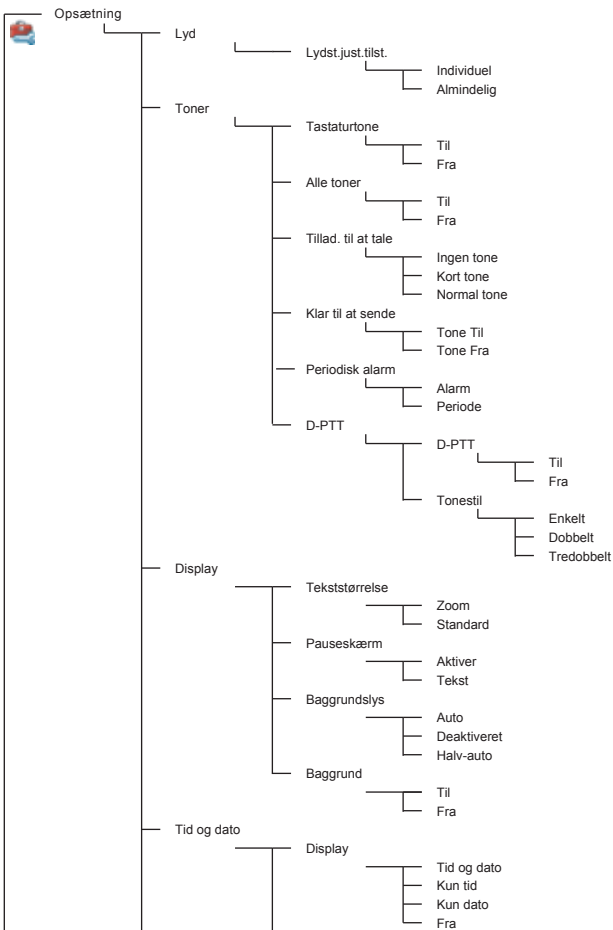 Opsætning
Lyd
Lydst.just.tilst.
Individuel
Almindelig
Toner
Tastaturtone
Til
Fra
Alle toner
Til
Fra
Tillad. til at tale
Ingen tone
Kort tone
Normal tone
Klar til at sende
Tone Til
Tone Fra
Periodisk alarm
Alarm
Periode
D-PTT
D-PTT
Til
Fra
Tonestil
Enkelt
Dobbelt
Tredobbelt
Display
Tekststørrelse
Zoom
Standard
Pauseskærm
Aktiver
Tekst
Baggrundslys
Auto
Deaktiveret
Halv-auto
Baggrund
Til
Fra
Tid og dato
Display
Tid og dato
Kun tid
Kun dato
Fra